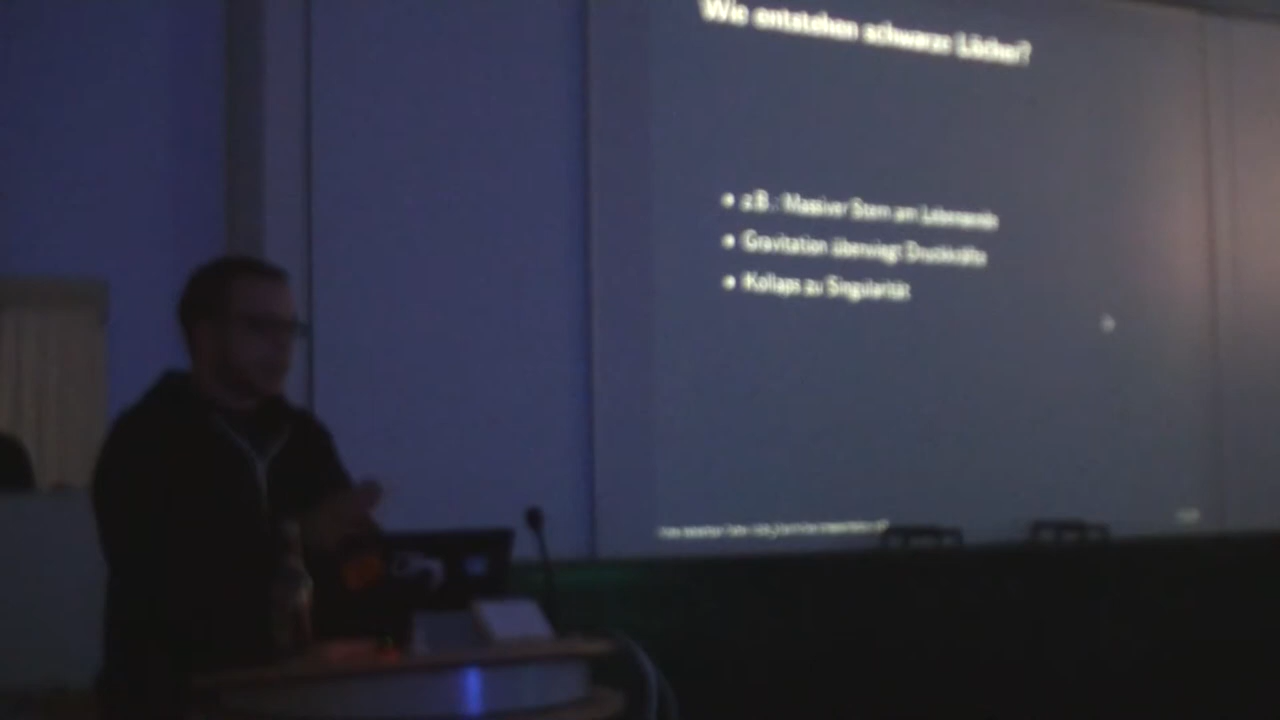 Wie entstehen schwarze Löcher?
z.B.: Massiver Stern am Lebensende
Gravitation überwiegt Druckkräfte
Kollaps zu Singularität